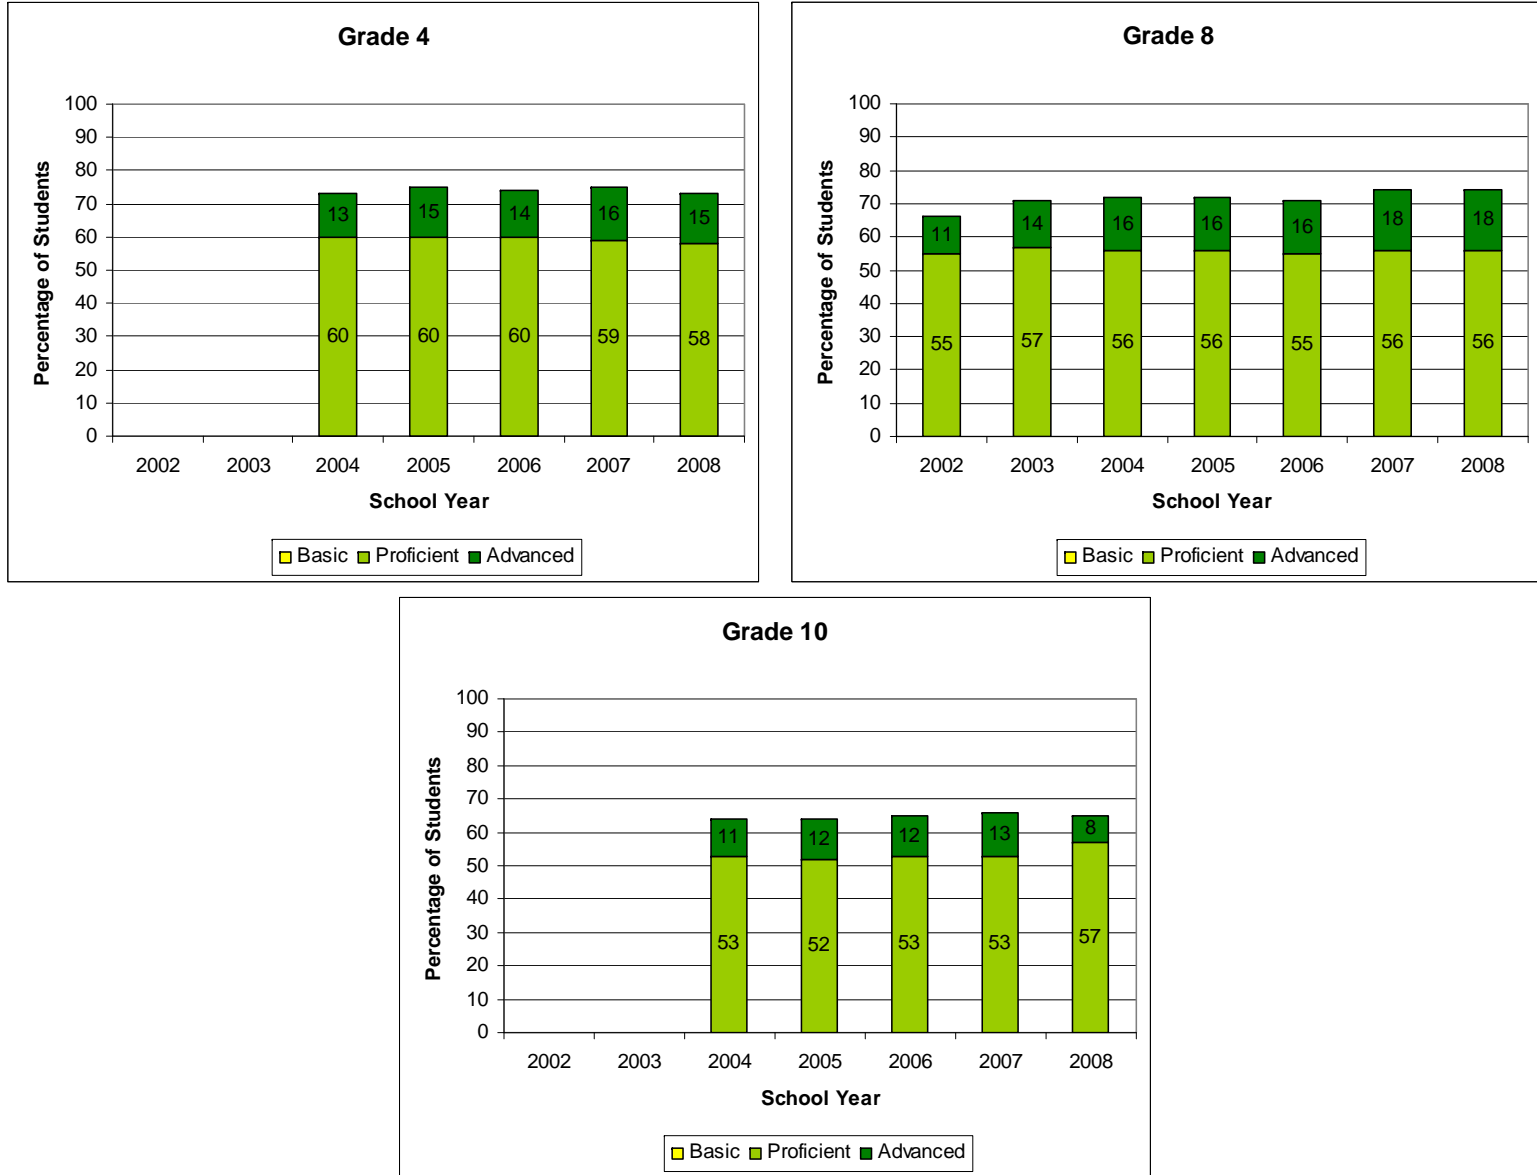 Grade 4
Percentage of Students
100
90
80
70
60
50
40
30
20
10
0
13 15 14 16 15
60 60 60 59 58
2002 2003 2004 2005 2006 2007 2008
School Year
Basic Proficient Advanced
Grade 8
Percentage of Students
100
90
80
70
60
50
40
30
20
10
0
11 14 16 16 16 18 18
55 57 56 56 55 56 56
2002 2003 2004 2005 2006 2007 2008
School Year
Basic Proficient Advanced
Grade 10
Percentage of Students
100
90
80
70
60
50
40
30
20
10
0
11 12 12 13 8
53 52 53 53 57
2002 2003 2004 2005 2006 2007 2008
School Year
Basic Proficient Advanced